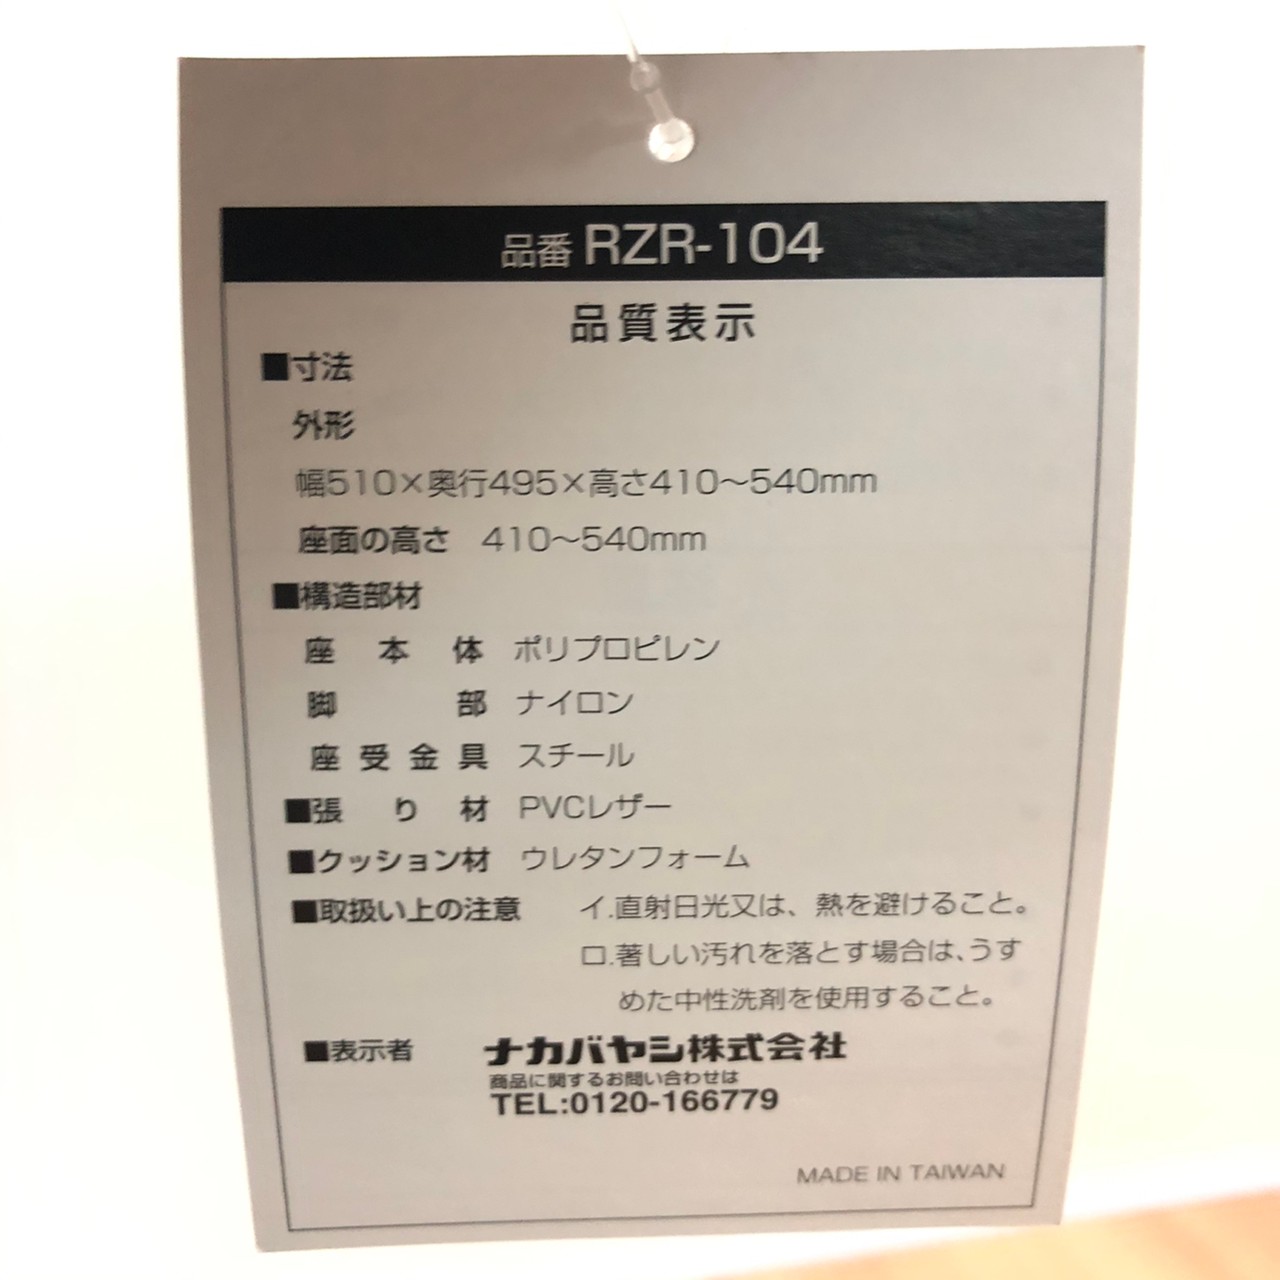 品番 RZR-104
品質表示
■寸法
外形
幅510×奥行495×高さ410〜540mm
座面の高さ 410〜540mm
■構造部材
座本体 ポリプロピレン
脚部 ナイロン
座受金具 スチール
■張り材 PVCレザー
■クッション材 ウレタンフォーム
■取扱い上の注意 イ.直射日光又は、熱を避けること。
ロ.著しい汚れを落とす場合は、うす
めた中性洗剤を使用すること。
■表示者 ナカバヤシ株式会社
商品に関するお問い合わせは
TEL:0120-166779
MADE IN TAIWAN